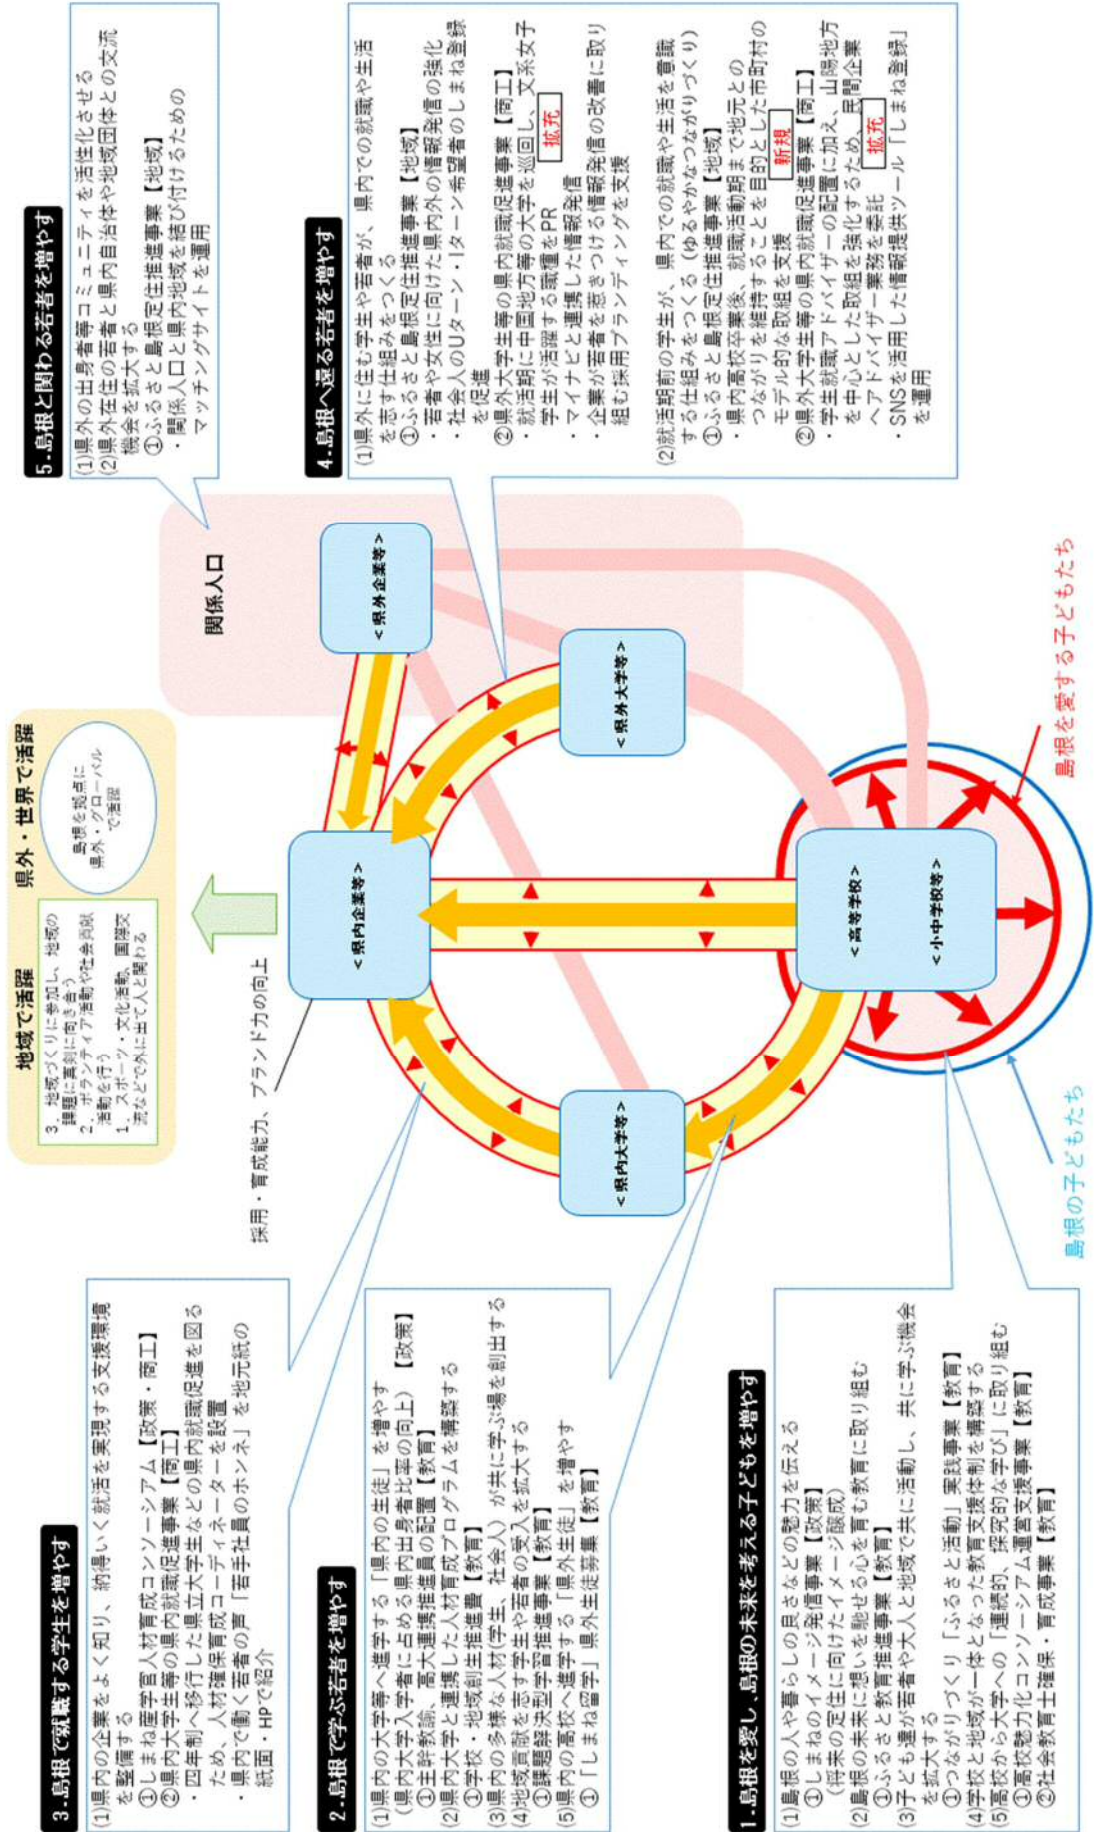 3.島根で就職する学生を増やす
(1)県内の企業をよく知り、納得いく就活を実現する支援環境
を整備する
①しまね産学官人材育成コンソーシアム【政策・商工】
②県内大学生等の県内就職促進事業【商工】
・四年制へ移行した県立大学生などの県内就職促進を図る
ため、人材確保育成コーディネーターを設置
・県内で働く若者の声「若手社員のホンネ」を地元紙の
紙面・HPで紹介
2.島根で学ぶ若者を増やす
(1)県内の大学等へ進学する「県内の生徒」を増やす
(県内大学入学者に占める県内出身者比率の向上)【政策】
①主幹教諭、高大連携推進員の配置【教育】
(2)県内大学と連携した人材育成プログラムを構築する
①学校・地域創生推進費【教育】
(3)県内の多様な人材(学生、社会人)が共に学ぶ場を創出する
(4)地域貢献を志す学生や若者の受入を拡大する
①課題解決型学習推進事業【教育】
(5)県内の高校へ進学する「県外生徒」を増やす
①「しまね留学」県外生徒募集【教育】
1.島根を愛し、島根の未来を考える子どもを増やす
(1)島根の人や暮らしの良さなどの魅力を伝える
①しまねのイメージ発信事業【政策】
(将来の定住に向けたイメージ醸成)
(2)島根の未来に想いを馳せる心を育む教育に取り組む
①ふるさと教育推進事業【教育】
(3)子ども達が若者や大人と地域で共に活動し、共に学ぶ機会
を拡大する
①つながりづくり「ふるさと活動」実践事業【教育】
(4)学校と地域が一体となった教育支援体制を構築する
(5)高校から大学への「連続的、探究的な学び」に取り組む
①高校魅力化コンソーシアム運営支援事業【教育】
②社会教育士確保・育成事業【教育】
地域で活躍
県外・世界で活躍
3．地域づくりに参加し、地域の
課題に真剣に向き合う
2．ボランティア活動や社会貢献
活動を行う
1．スポーツ・文化活動、国際交
流などで外に出て人と関わる
島根を拠点に
県外・グローバル
で活躍
採用・育成能力、ブランド力の向上
<県内企業等>
<県外企業等>
関係人口
<県内大学等>
<県外大学等>
<高等学校>
<小中学校等>
島根の子どもたち
島根を愛する子どもたち
5.島根と関わる若者を増やす
(1)県外の出身者等コミュニティを活性化させる
(2)県外在住の若者と県内自治体や地域団体との交流
機会を拡大する
①ふるさと島根定住推進事業【地域】
・関係人口と県内地域を結び付けるための
マッチングサイトを運用
4.島根へ還る若者を増やす
(1)県外に住む学生や若者が、県内での就職や生活
を志す仕組みをつくる
①ふるさと島根定住推進事業【地域】
・若者や女性に向けた県内外の情報発信の強化
・社会人のUターン・Iターン希望者のしまね登録
を促進
②県外大学生等の県内就職促進事業【商工】
・就活期に中国地方等の大学を巡回し、文系女子
学生が活躍する職種をPR
拡充
・マイナビと連携した情報発信
・企業が若者を惹きつける情報発信の改善に取り
組む採用ブランディングを支援
(2)就活期前の学生が、県内での就職や生活を意識
する仕組みをつくる(ゆるやかなつながりづくり)
①ふるさと島根定住推進事業【地域】
・県内高校卒業後、就職活動期まで地元との
つながりを維持することを目的とした市町村の
モデル的な取組を支援
新規
②県外大学生等の県内就職促進事業【商工】
・学生就職アドバイザーの配置に加え、山陽地方
を中心とした取組を強化するため、民間企業
へアドバイザー業務を委託
拡充
・SNSを活用した情報提供ツール「しまね登録」
を運用